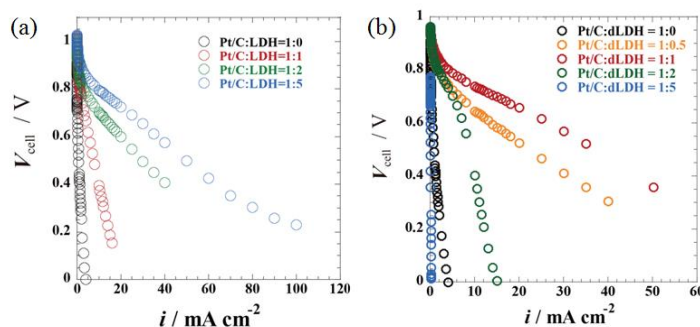 (a)
Pt/C:LDH=1:0
Pt/C:LDH=1:1
Pt/C:LDH=1:2
Pt/C:LDH=1:5
V cell / V
1
0.8
0.6
0.4
0.2
0
0 20 40 60 80 100 120
i / mA cm⁻²
(b)
Pt/C:dLDH = 1:0
Pt/C:dLDH = 1:0.5
Pt/C:dLDH = 1:1
Pt/C:dLDH = 1:2
Pt/C:dLDH = 1:5
V cell / V
1
0.8
0.6
0.4
0.2
0
0 10 20 30 40 50 60
i / mA cm⁻²